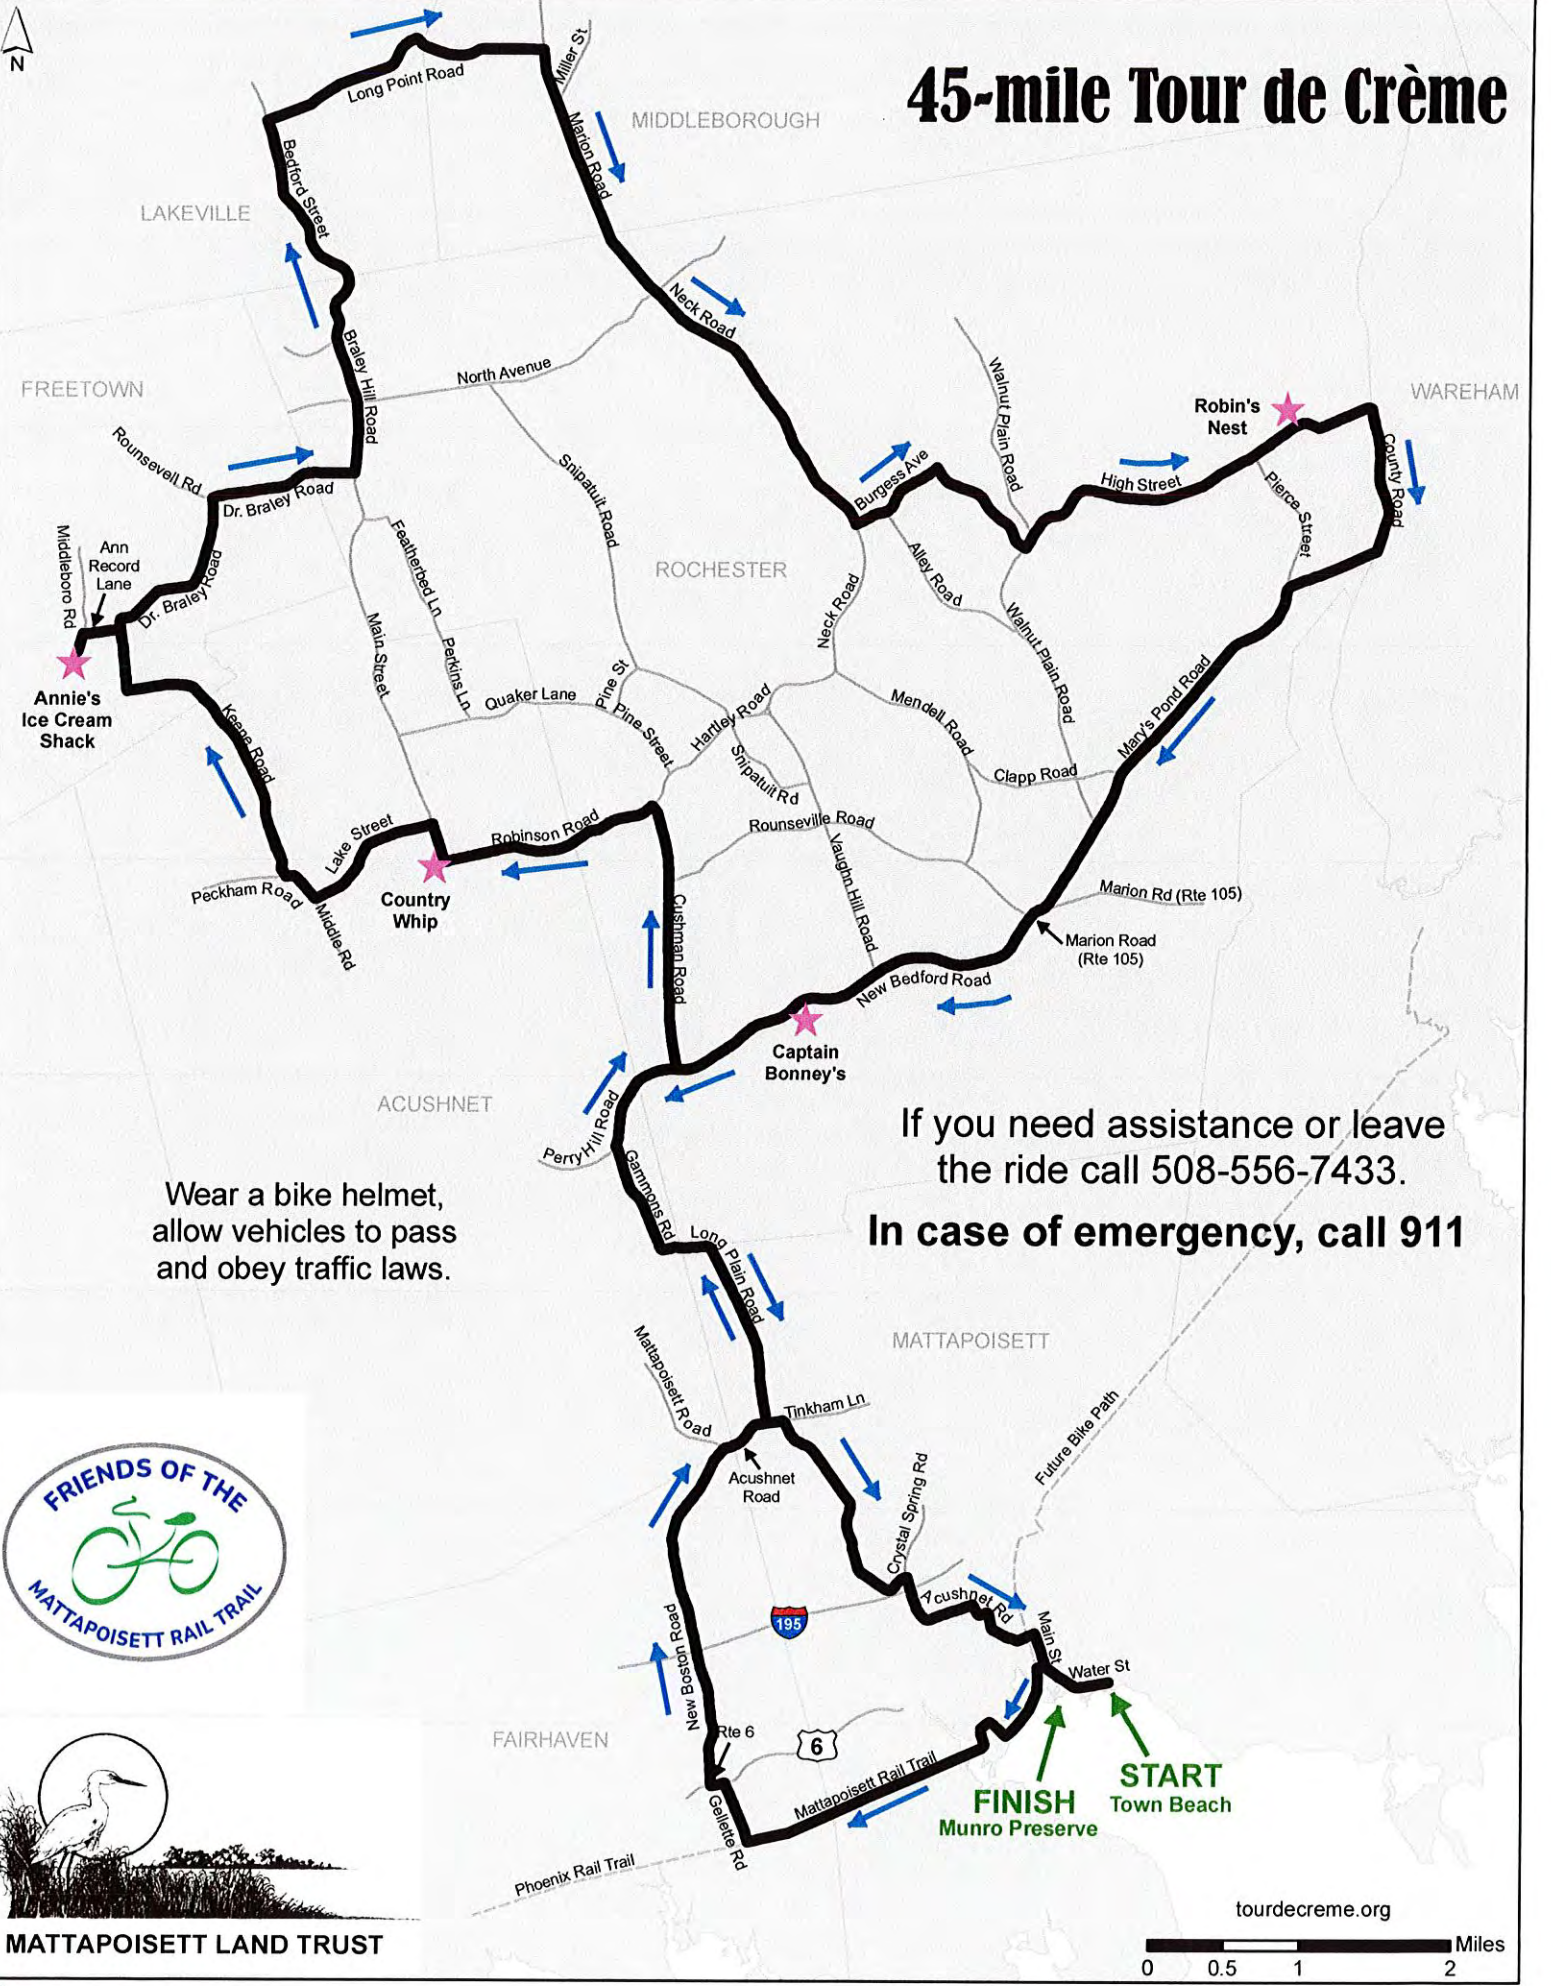 45-mile Tour de Crème
N
Miller St
Long Point Road
MIDDLEBOROUGH
Marion Road
Bedford Street
LAKEVILLE
Neck Road
Braley Hill Road
North Avenue
FREETOWN
Walnut Plain Road
Robin's
Nest
WAREHAM
Rounsevell Rd
Burgess Ave
High Street
County Road
Pierce Street
Dr. Braley Road
Snipatuit Road
Middleboro Rd
Ann
Record
Lane
Dr. Braley Road
Featherbed Ln
ROCHESTER
Alley Road
Neck Road
Main Street
Perkins Ln
Walnut Plain Road
Annie's
Ice Cream
Shack
Quaker Lane
Pine St
Pine Street
Hartley Road
Mendell Road
Mary's Pond Road
Keene Road
Snipatuit Rd
Clapp Road
Lake Street
Robinson Road
Rounseville Road
Vaughn Hill Road
Peckham Road
Middle Rd
Country
Whip
Cushman Road
Marion Rd (Rte 105)
Marion Road
(Rte 105)
New Bedford Road
Captain
Bonney's
ACUSHNET
Perry Hill Road
Gammons Rd
If you need assistance or leave
the ride call 508-556-7433.
In case of emergency, call 911
Wear a bike helmet,
allow vehicles to pass
and obey traffic laws.
Long Plain Road
MATTAPOISETT
Mattapoisett Road
Tinkham Ln
Future Bike Path
Acushnet
Road
Crystal Spring Rd
FRIENDS OF THE
MATTAPOISETT RAIL TRAIL
195
Acushnet Rd
Main St
Water St
New Boston Road
FAIRHAVEN
Rte 6
6
Mattapoisett Rail Trail
START
Town Beach
FINISH
Munro Preserve
Gellette Rd
Phoenix Rail Trail
MATTAPOISETT LAND TRUST
tourdecreme.org
Miles
0 0.5 1 2